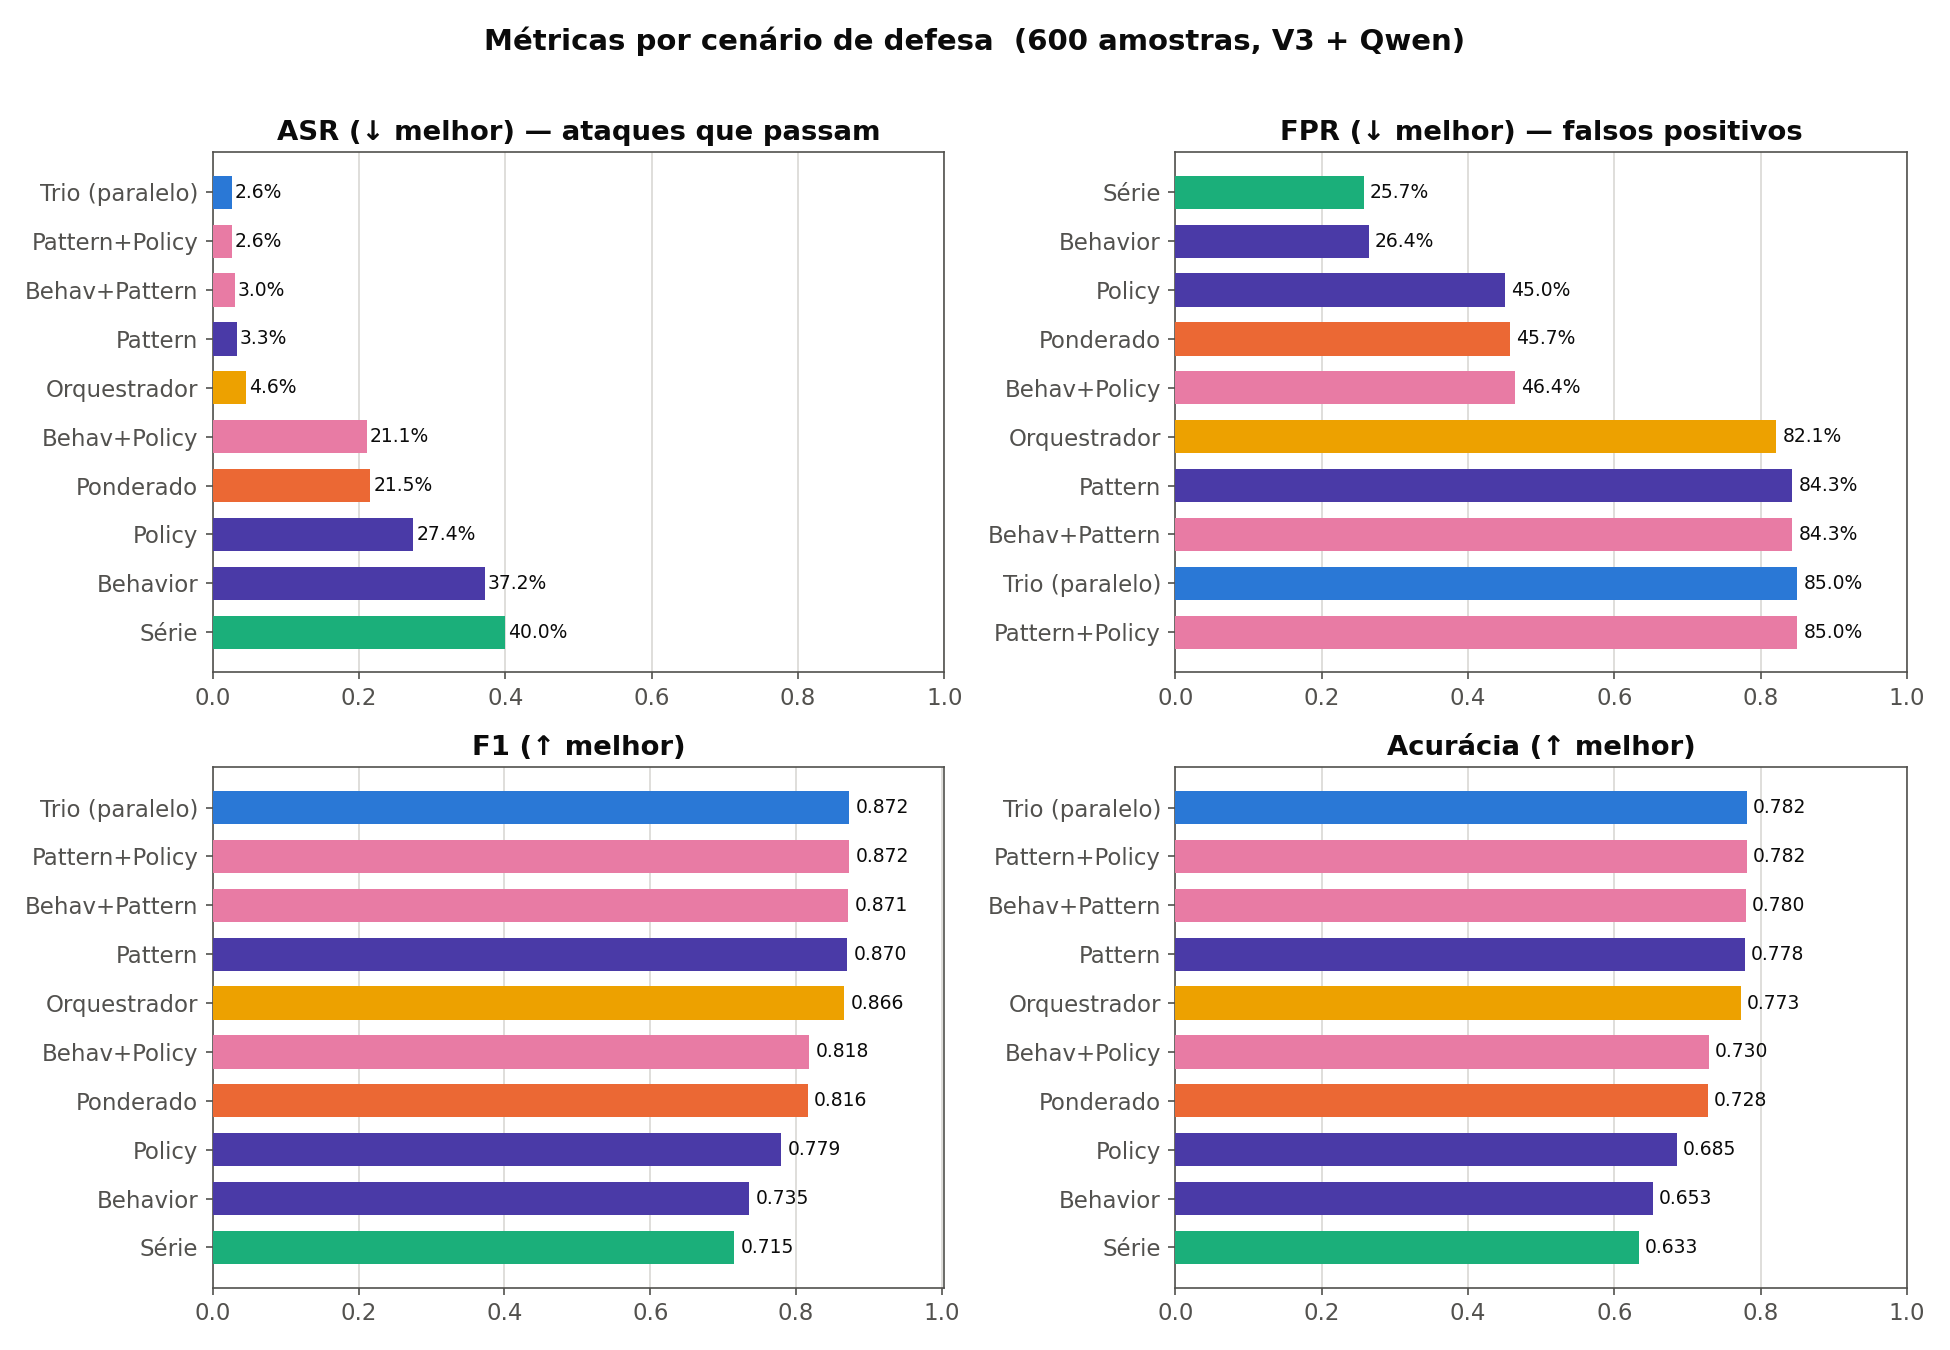 Métricas por cenário de defesa  (600 amostras, V3 + Qwen)
ASR (↓ melhor) — ataques que passam
Trio (paralelo) 2.6%
Pattern+Policy 2.6%
Behav+Pattern 3.0%
Pattern 3.3%
Orquestrador 4.6%
Behav+Policy 21.1%
Ponderado 21.5%
Policy 27.4%
Behavior 37.2%
Série 40.0%
0.0 0.2 0.4 0.6 0.8 1.0
FPR (↓ melhor) — falsos positivos
Série 25.7%
Behavior 26.4%
Policy 45.0%
Ponderado 45.7%
Behav+Policy 46.4%
Orquestrador 82.1%
Pattern 84.3%
Behav+Pattern 84.3%
Trio (paralelo) 85.0%
Pattern+Policy 85.0%
0.0 0.2 0.4 0.6 0.8 1.0
F1 (↑ melhor)
Trio (paralelo) 0.872
Pattern+Policy 0.872
Behav+Pattern 0.871
Pattern 0.870
Orquestrador 0.866
Behav+Policy 0.818
Ponderado 0.816
Policy 0.779
Behavior 0.735
Série 0.715
0.0 0.2 0.4 0.6 0.8 1.0
Acurácia (↑ melhor)
Trio (paralelo) 0.782
Pattern+Policy 0.782
Behav+Pattern 0.780
Pattern 0.778
Orquestrador 0.773
Behav+Policy 0.730
Ponderado 0.728
Policy 0.685
Behavior 0.653
Série 0.633
0.0 0.2 0.4 0.6 0.8 1.0